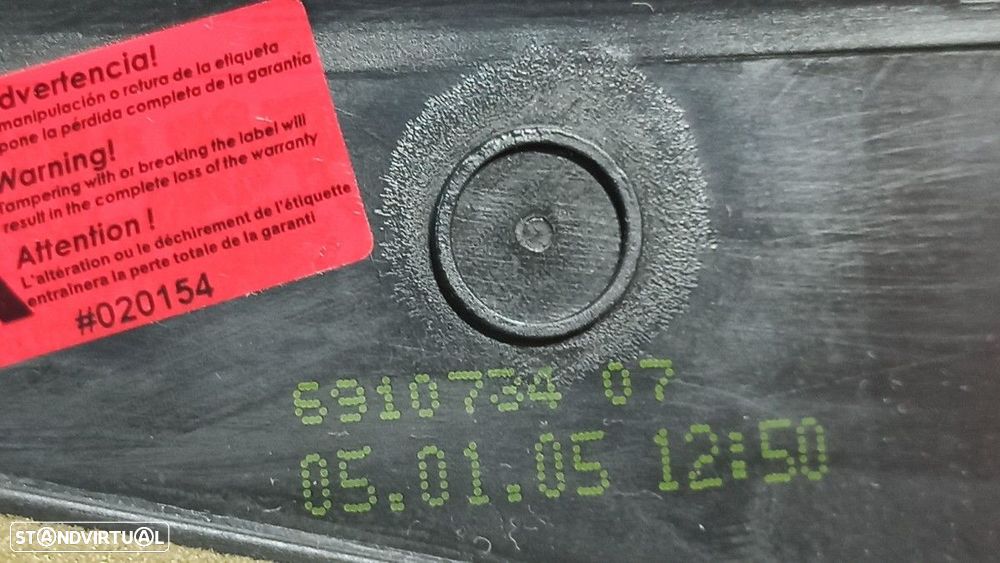 dvertencia!
manipulación o rotura de la etiqueta
pone la pérdida completa de la garantia
Warning!
Tampering with or breaking the label will
result in the complete loss of the warranty
Attention !
L'altération ou le déchirement de l'étiquette
entraînera la perte totale de la garanti
#020154
6910734 07
05.01.05 12:50
STANDVIRTUAL